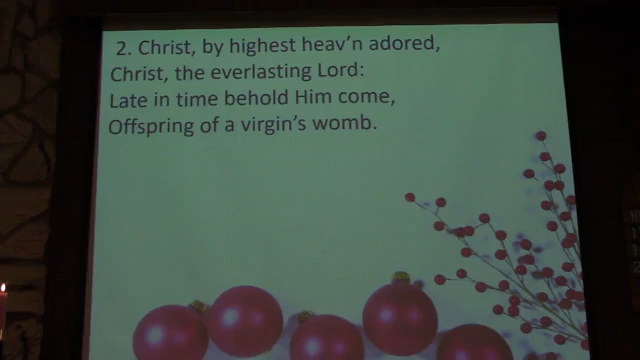 2. Christ, by highest heav’n adored,
Christ, the everlasting Lord:
Late in time behold Him come,
Offspring of a virgin’s womb.